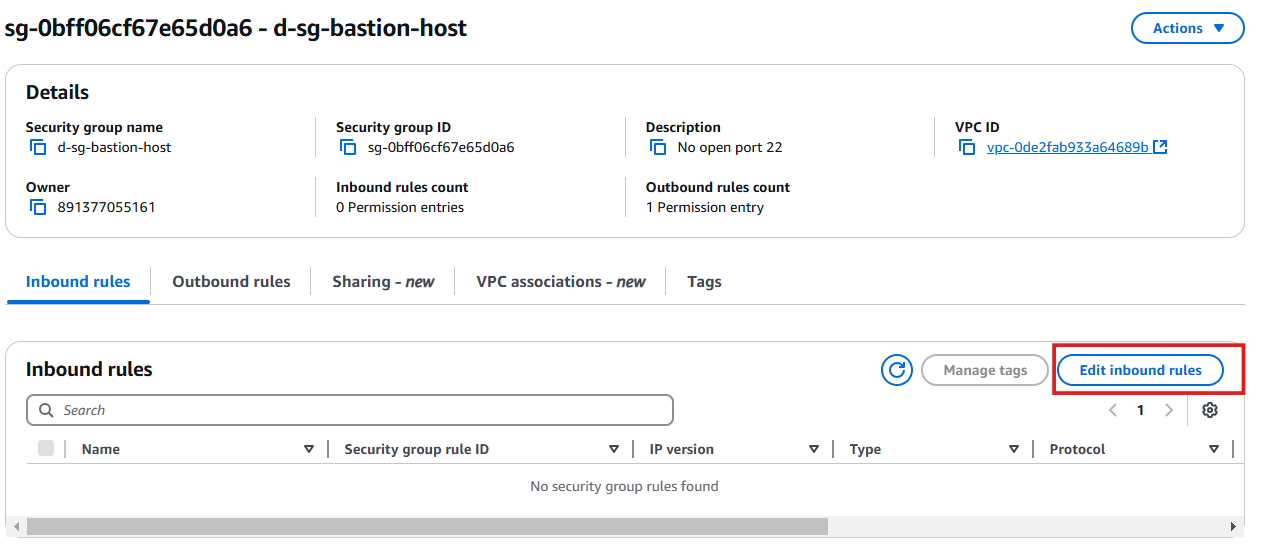 sg-0bff06cf67e65d0a6 - d-sg-bastion-host
Actions
Details
Security group name
d-sg-bastion-host
Security group ID
sg-0bff06cf67e65d0a6
Description
No open port 22
VPC ID
vpc-0de2fab933a64689b
Owner
891377055161
Inbound rules count
0 Permission entries
Outbound rules count
1 Permission entry
Inbound rules
Outbound rules
Sharing - new
VPC associations - new
Tags
Inbound rules
Manage tags
Edit inbound rules
Search
1
Name
Security group rule ID
IP version
Type
Protocol
No security group rules found